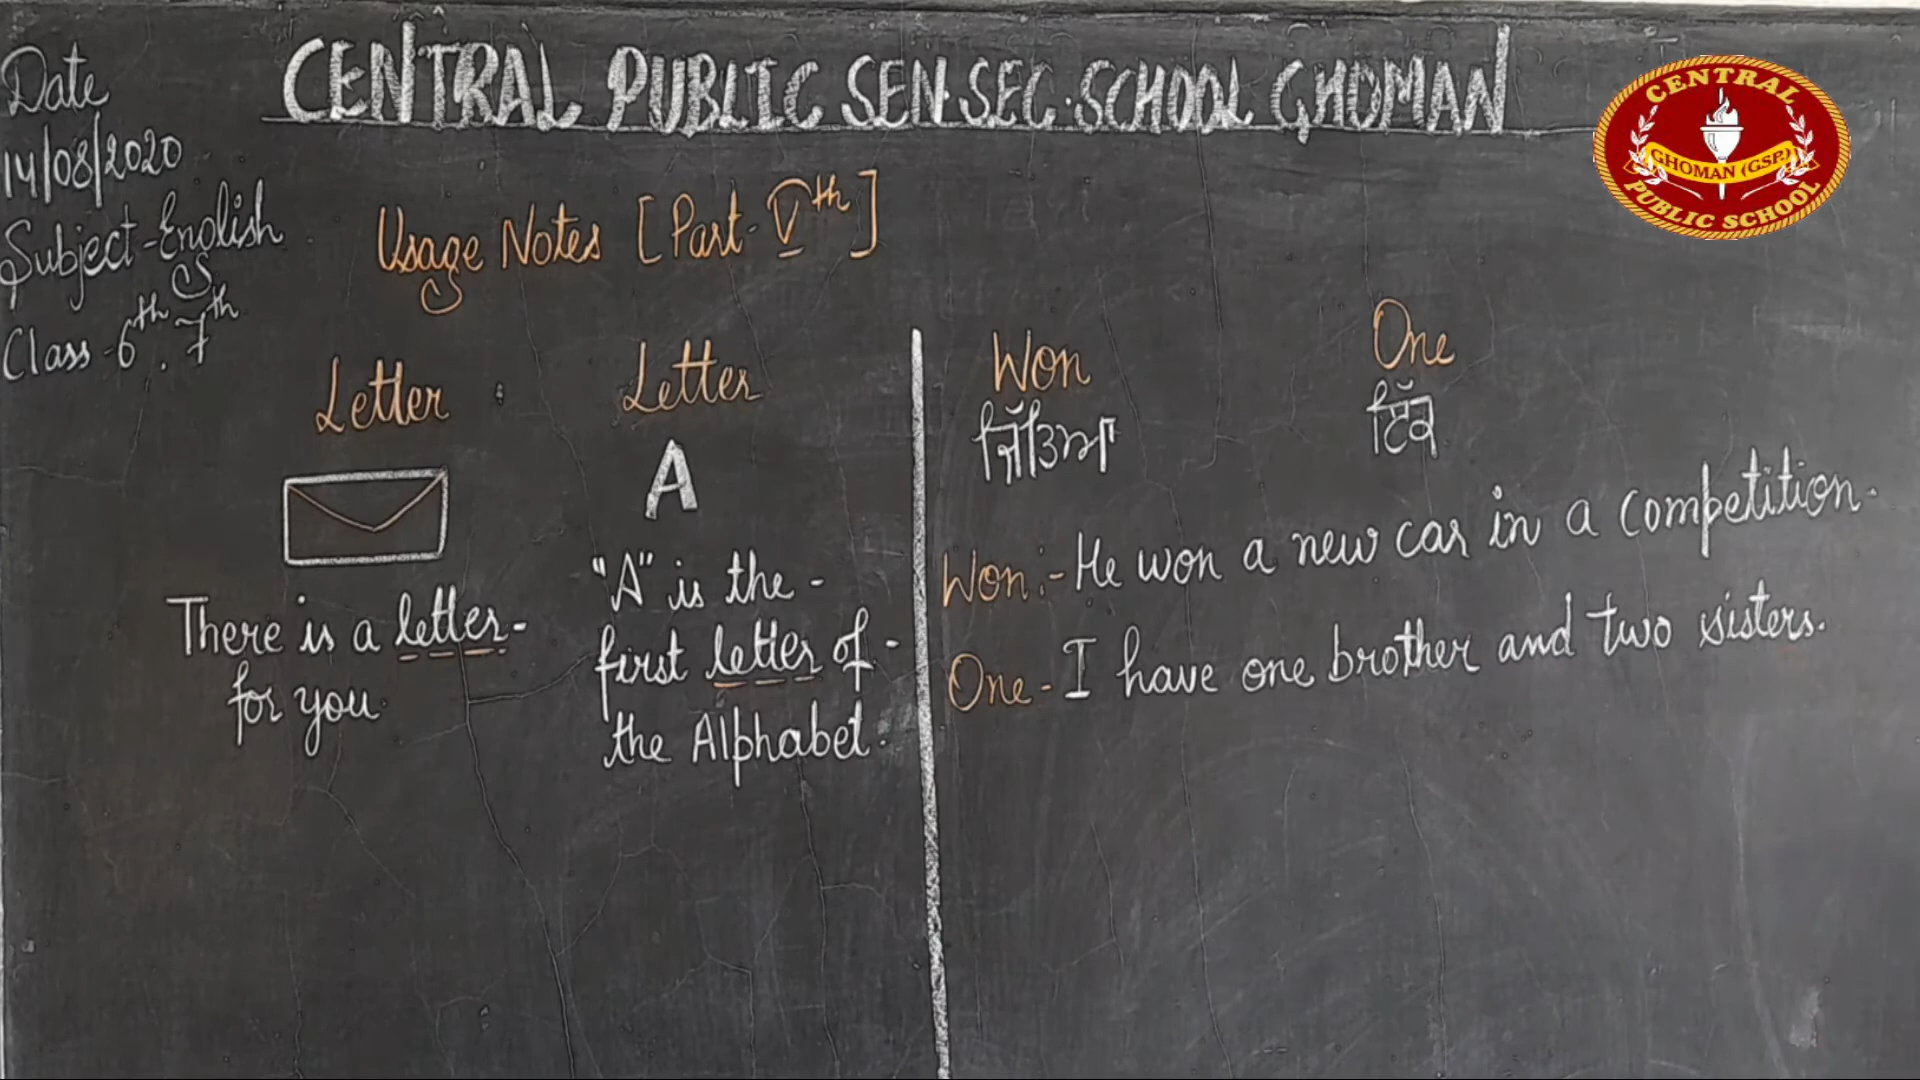 CENTRAL PUBLIC SEN.SEC.SCHOOL GHOMAN
Date
14/08/2020
Subject-English
Class-6th.7th
CENTRAL
GHOMAN (GSP.)
PUBLIC SCHOOL
Usage Notes [Part-Vth]
Letter
Letter
A
There is a letter-
for you.
"A" is the-
first letter of-
the Alphabet.
Won
One
ਜਿੱਤਿਆ
ਇੱਕ
Won:- He won a new car in a competition.
One- I have one brother and two sisters.